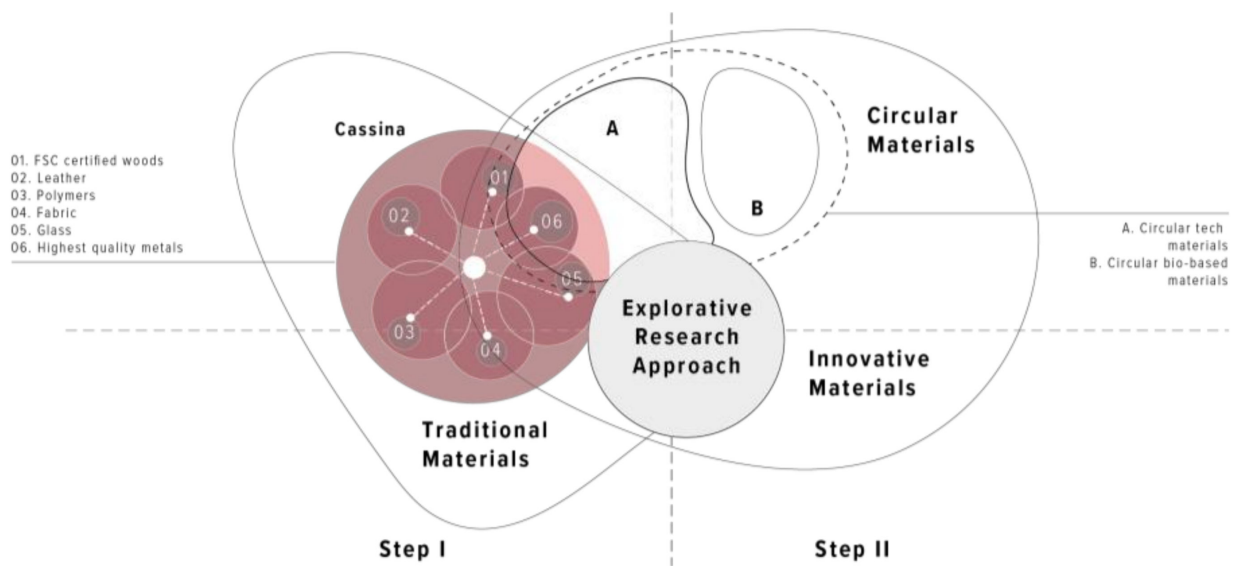 Cassina
01. FSC certified woods
02. Leather
03. Polymers
04. Fabric
05. Glass
06. Highest quality metals
01
02
06
05
03
04
A
B
Circular
Materials
A. Circular tech
materials
B. Circular bio-based
materials
Explorative
Research
Approach
Innovative
Materials
Traditional
Materials
Step I
Step II